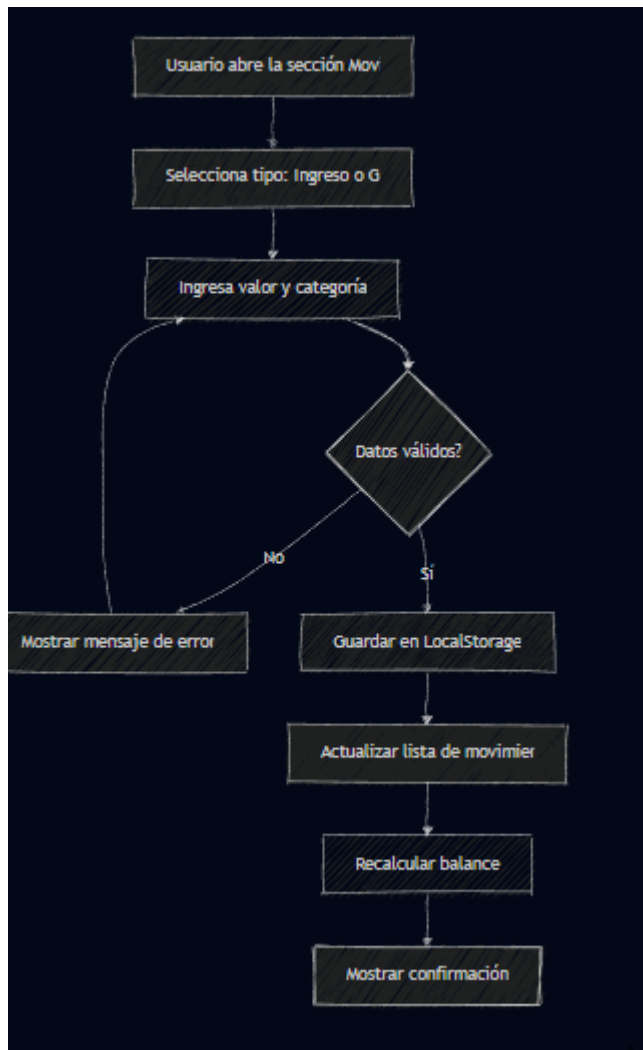 Usuario abre la sección Mov
Selecciona tipo: Ingreso o G
Ingresa valor y categoría
Datos válidos?
No
Sí
Mostrar mensaje de error
Guardar en LocalStorage
Actualizar lista de movimier
Recalcular balance
Mostrar confirmación